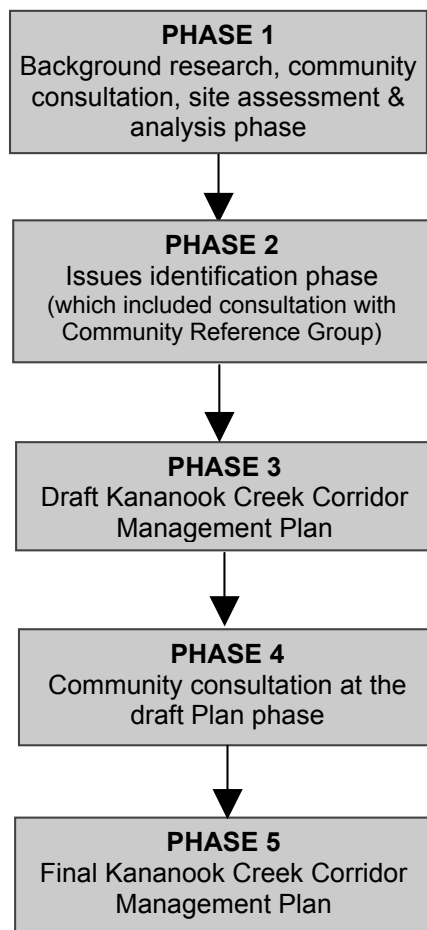 PHASE 1
Background research, community
consultation, site assessment &
analysis phase
PHASE 2
Issues identification phase
(which included consultation with
Community Reference Group)
PHASE 3
Draft Kananook Creek Corridor
Management Plan
PHASE 4
Community consultation at the
draft Plan phase
PHASE 5
Final Kananook Creek Corridor
Management Plan